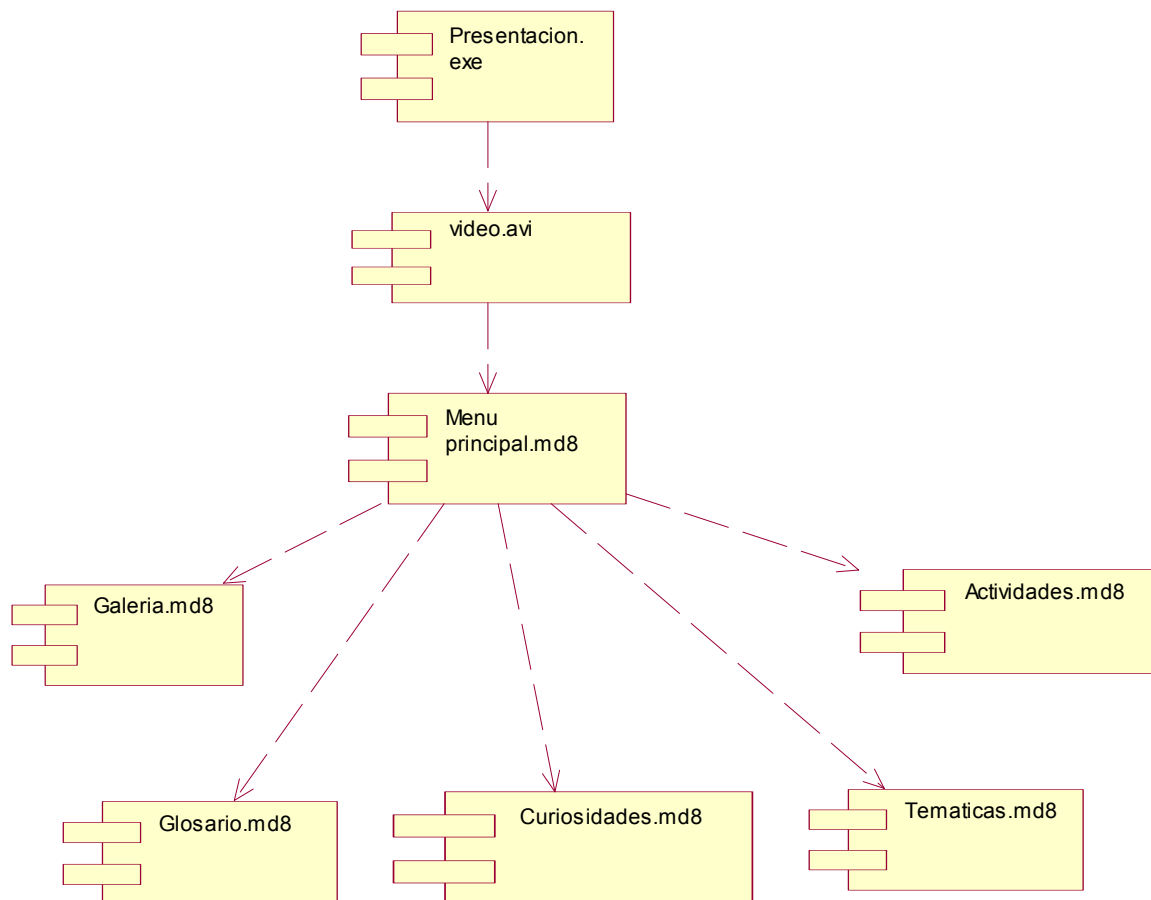 Presentacion.
exe
video.avi
Menu
principal.md8
Galeria.md8
Actividades.md8
Glosario.md8
Curiosidades.md8
Tematicas.md8